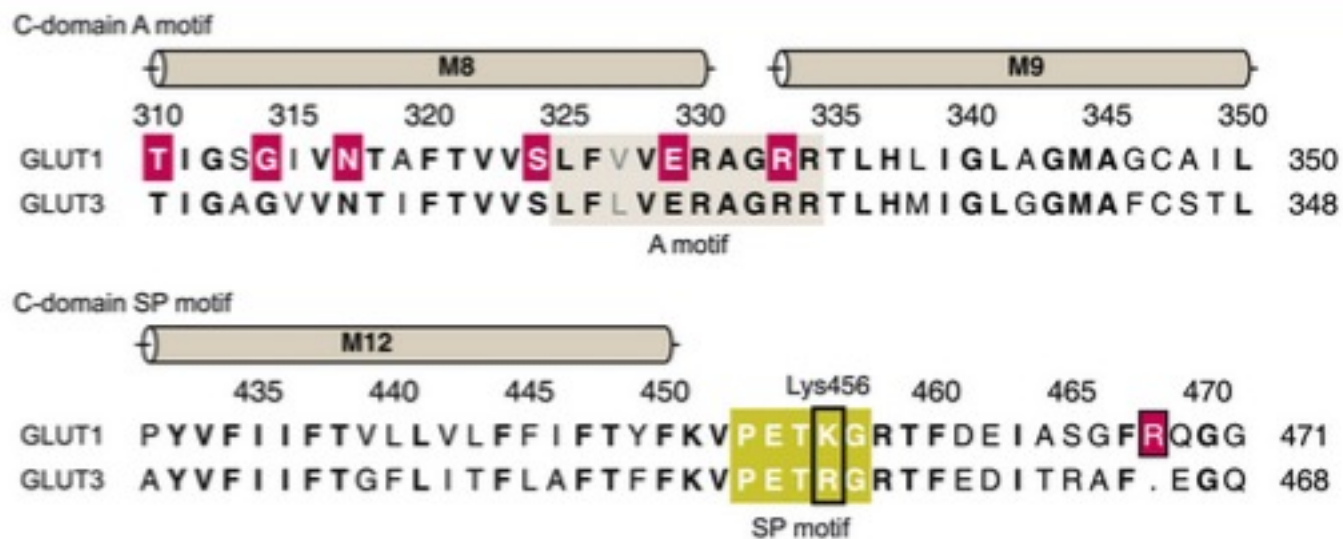 C-domain A motif
M8 M9
310 315 320 325 330 335 340 345 350
GLUT1 TIGSGIVNTAFTVVSLFVVERAGRRTLHLIGLAGMAGCAIL 350
GLUT3 TIGAGVVNTIFTVVSLFLVERAGRRTLHMIGLGGMAFCSTL 348
A motif
C-domain SP motif
M12
435 440 445 450 Lys456 460 465 470
GLUT1 PYVFIIFTVLLVLFFIFTYFKVPETKGRTFDEIASGFRQGG 471
GLUT3 AYVFIIFTGFLITFLAFTFFKVPETRGRTFEDITRAF.EGQ 468
SP motif